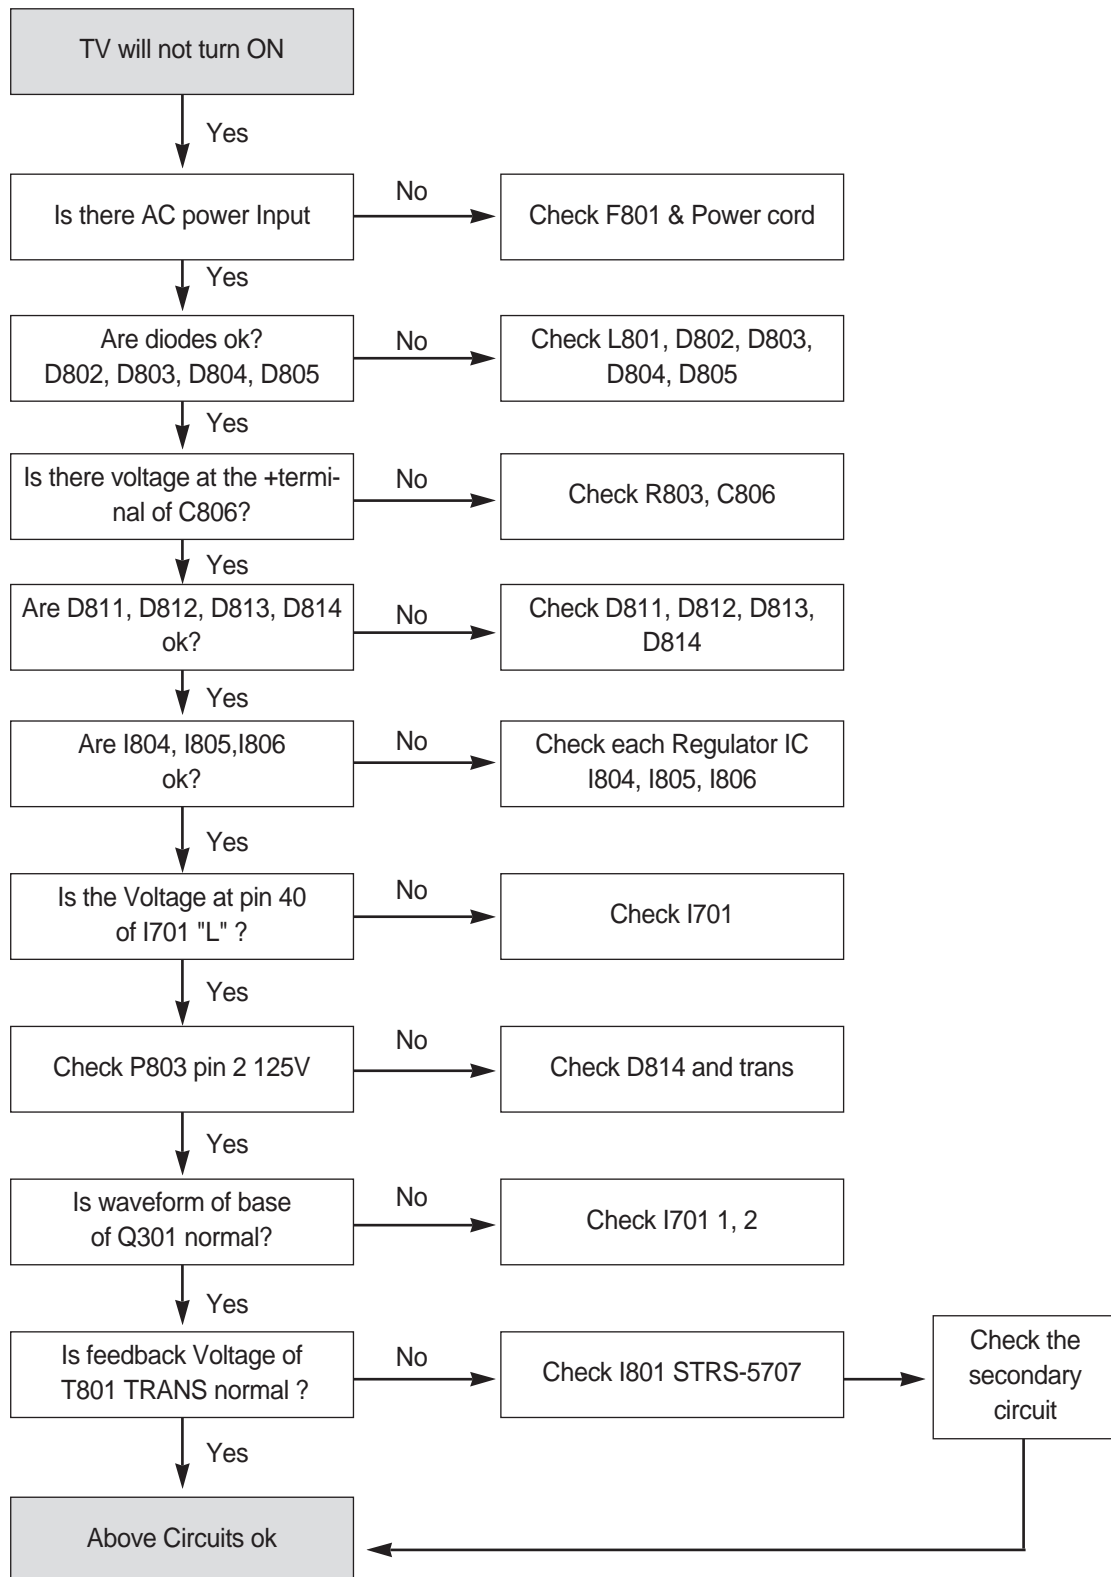 TV will not turn ON
Yes
Is there AC power Input
No
Check F801 & Power cord
Yes
Are diodes ok?
D802, D803, D804, D805
No
Check L801, D802, D803,
D804, D805
Yes
Is there voltage at the +termi-
nal of C806?
No
Check R803, C806
Yes
Are D811, D812, D813, D814
ok?
No
Check D811, D812, D813,
D814
Yes
Are I804, I805,I806
ok?
No
Check each Regulator IC
I804, I805, I806
Yes
Is the Voltage at pin 40
of I701 "L" ?
No
Check I701
Yes
Check P803 pin 2 125V
No
Check D814 and trans
Yes
Is waveform of base
of Q301 normal?
No
Check I701 1, 2
Yes
Is feedback Voltage of
T801 TRANS normal ?
No
Check I801 STRS-5707
Check the
secondary
circuit
Yes
Above Circuits ok